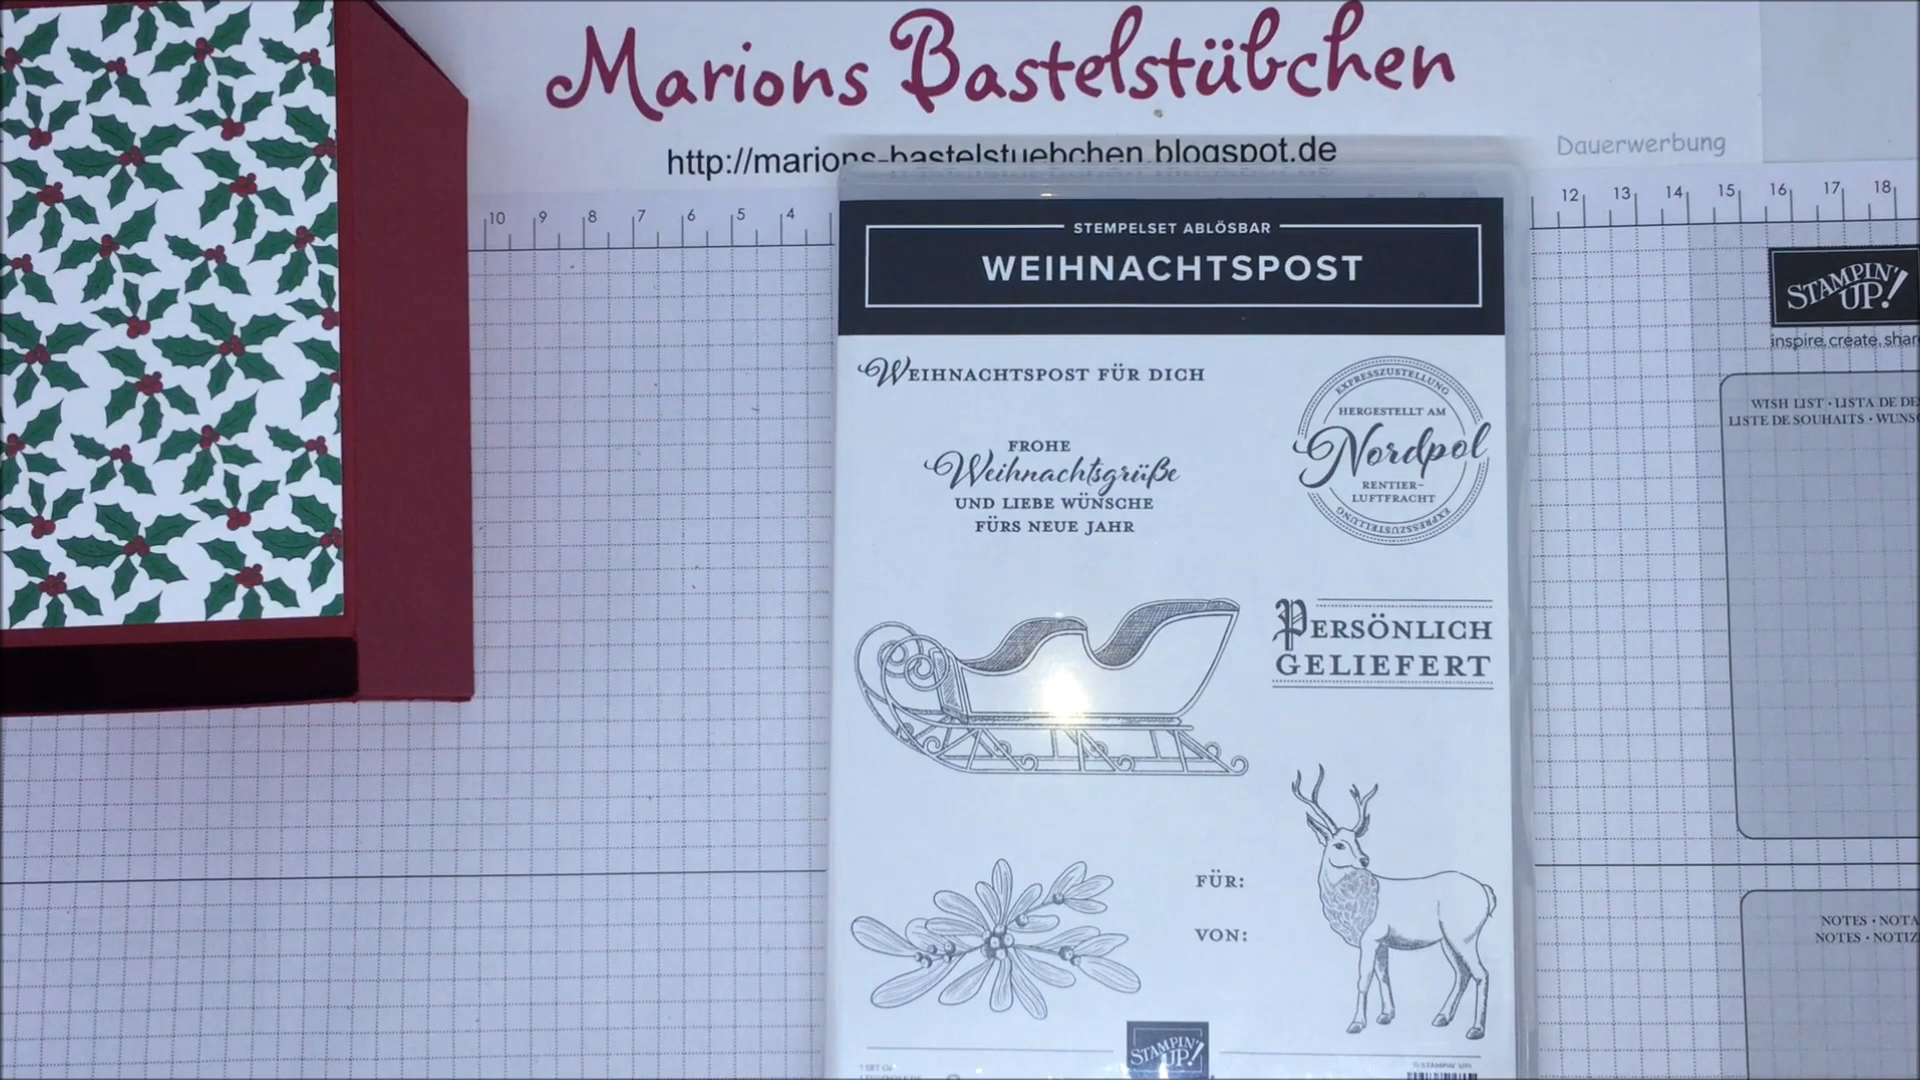 Marions Bastelstübchen
http://marions-bastelstuebchen.blogspot.de
Dauerwerbung
10 9 8 7 6 5 4
12 13 14 15 16 17 18
STEMPELSET ABLÖSBAR
WEIHNACHTSPOST
WEIHNACHTSPOST FÜR DICH
FROHE
Weihnachtsgrüße
UND LIEBE WÜNSCHE
FÜRS NEUE JAHR
EXPRESSZUSTELLUNG
HERGESTELLT AM
Nordpol
RENTIER-
LUFTFRACHT
EXPRESSZUSTELLUNG
PERSÖNLICH
GELIEFERT
FÜR:
VON:
STAMPIN' UP!
© STAMPIN' UP!
STAMPIN' UP!
inspire.create.share
WISH LIST • LISTA DE DE
LISTE DE SOUHAITS • WUNS
NOTES • NOTA
NOTES • NOTIZ